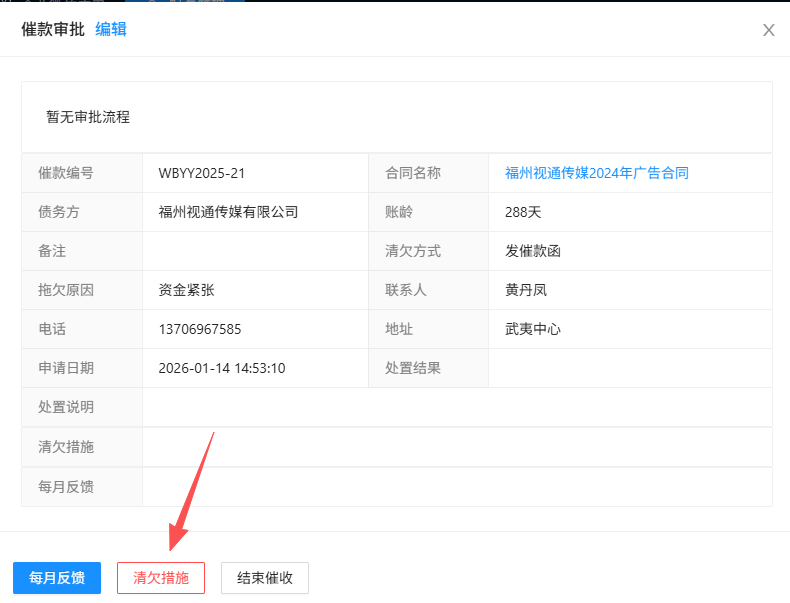 催款审批 编辑
暂无审批流程
催款编号 WBYY2025-21 合同名称 福州视通传媒2024年广告合同
债务方 福州视通传媒有限公司 账龄 288天
备注 清欠方式 发催款函
拖欠原因 资金紧张 联系人 黄丹凤
电话 13706967585 地址 武夷中心
申请日期 2026-01-14 14:53:10 处置结果
处置说明
清欠措施
每月反馈
每月反馈 清欠措施 结束催收